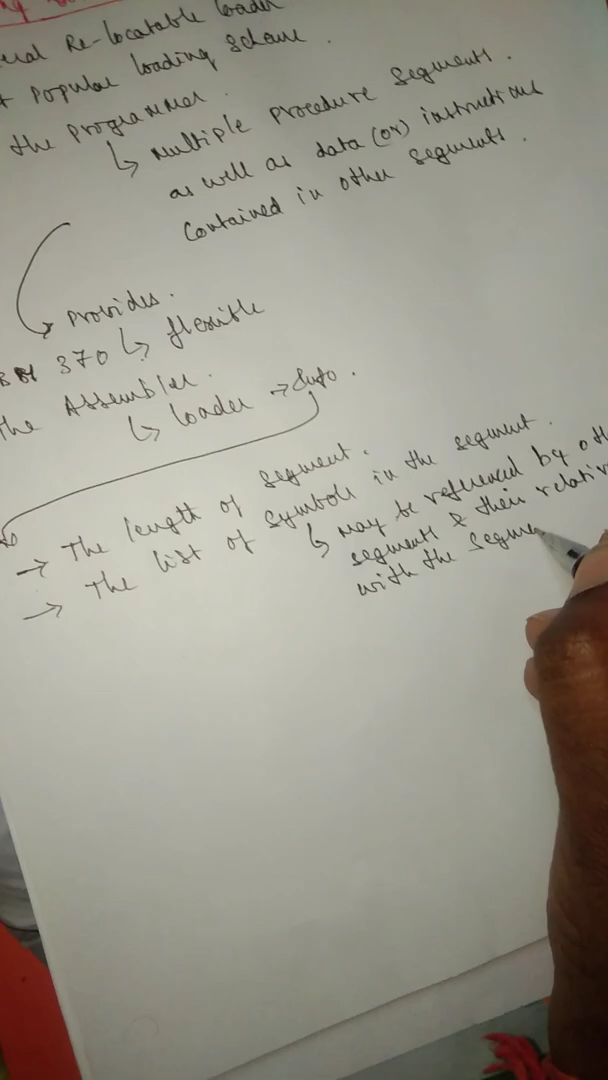 Re-locatable loader
Popular loading scheme.
the Programmer.
↳ Multiple Procedure Segments.
as well as data (or) instructions
Contained in other Segments.
Provides.
370 ↳ flexible
the Assembler.
↳ loader → Info.
→ The length of segment.
→ The list of symbols in the segment.
↳ May be referenced by
segments & their relative
with the Segme